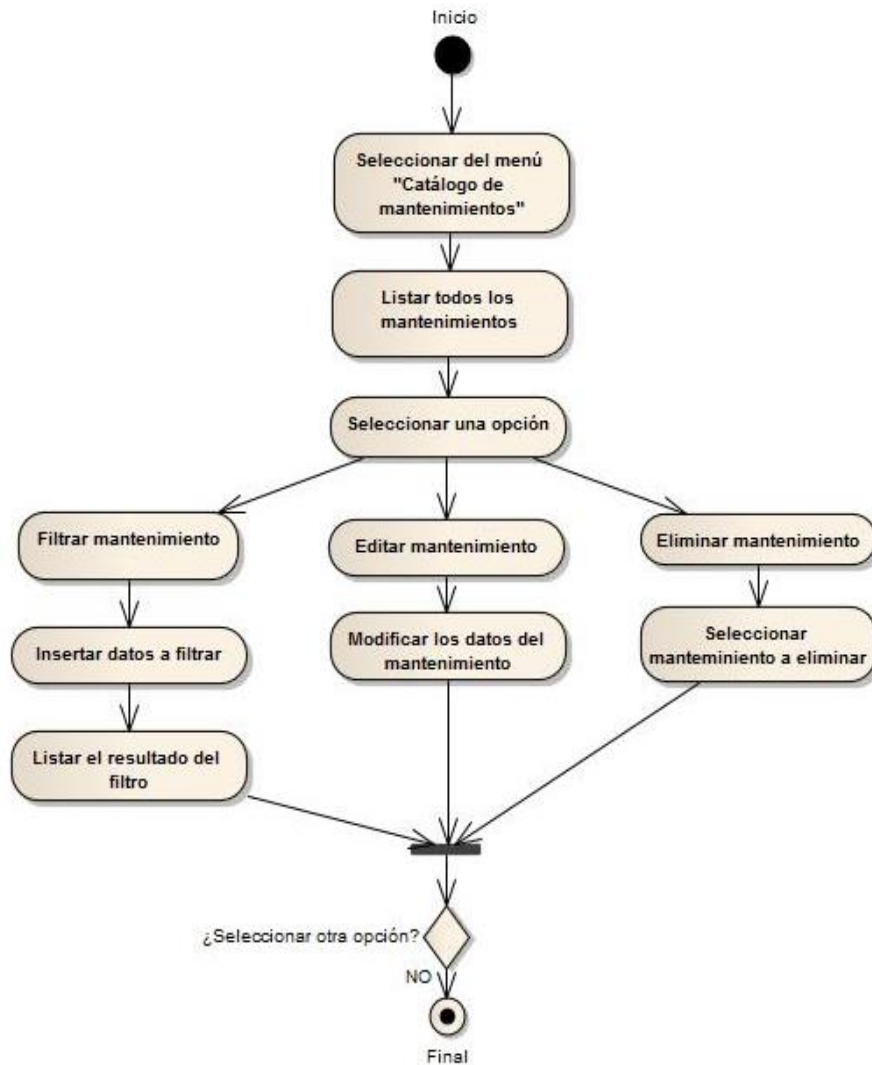 Inicio
Seleccionar del menú
"Catálogo de
mantenimientos"
Listar todos los
mantenimientos
Seleccionar una opción
Filtrar mantenimiento
Editar mantenimiento
Eliminar mantenimiento
Insertar datos a filtrar
Modificar los datos del
mantenimiento
Seleccionar
manteminiento a eliminar
Listar el resultado del
filtro
¿Seleccionar otra opción?
NO
Final